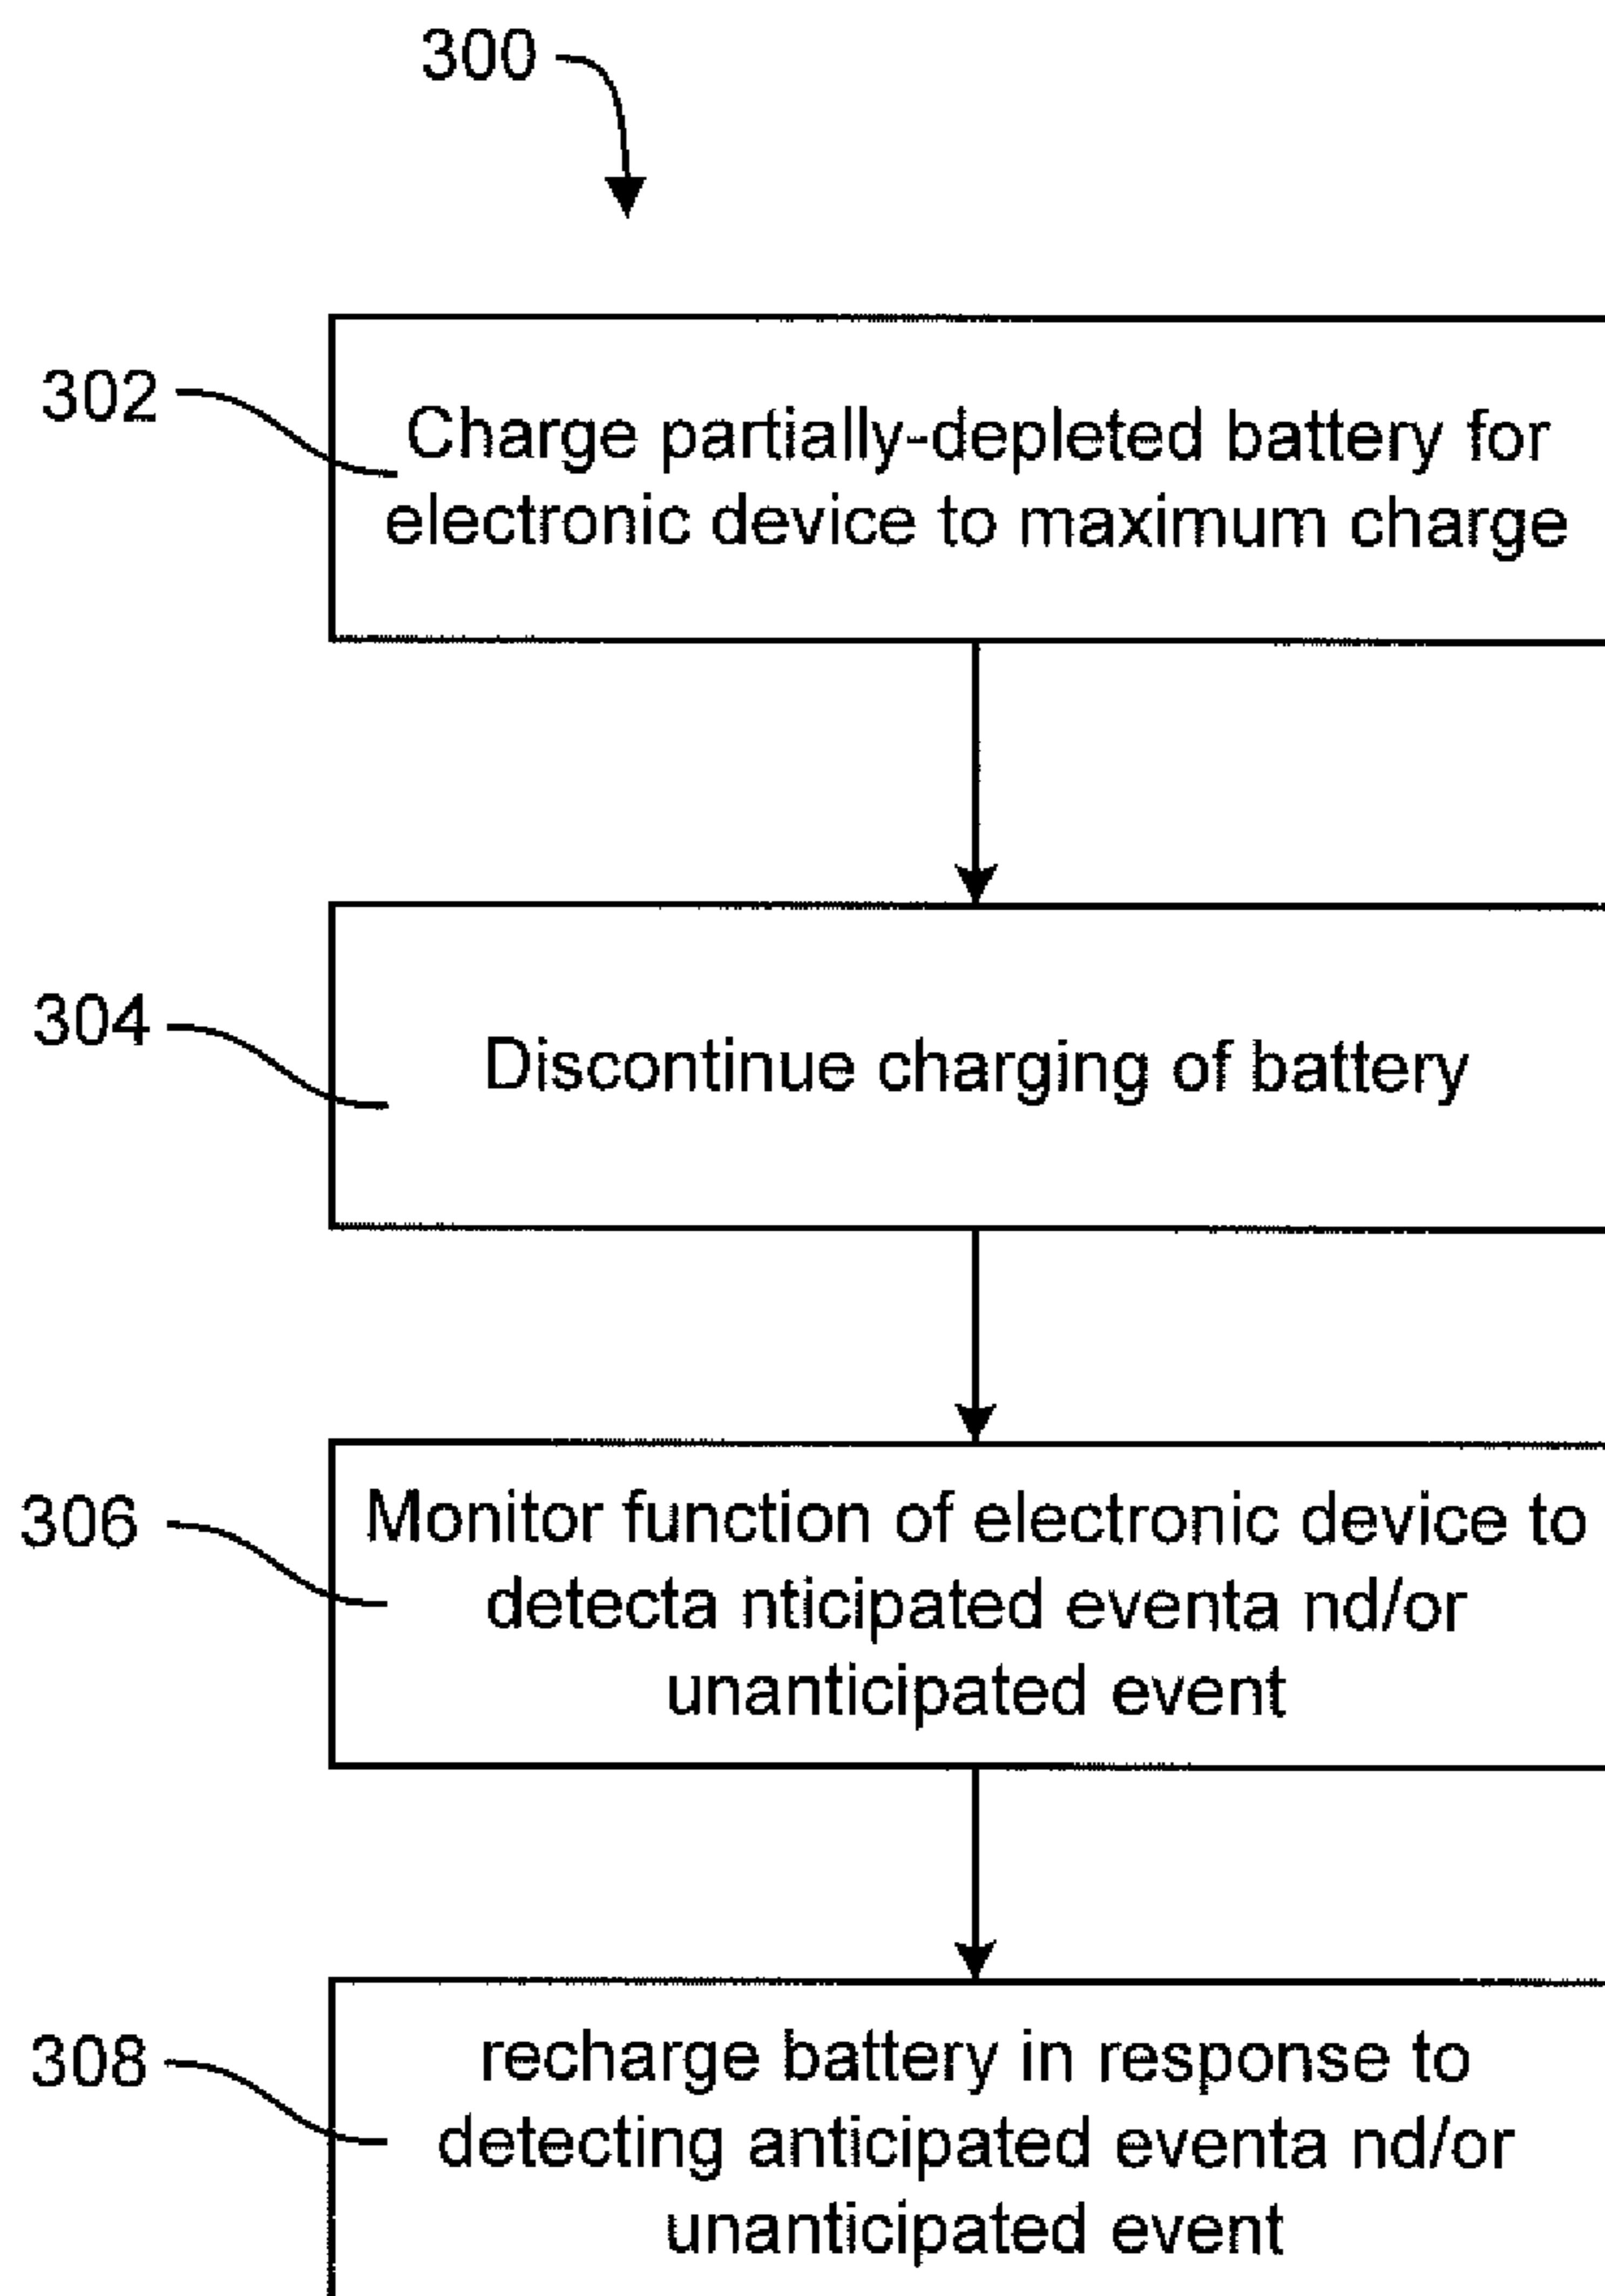 300
302
Charge partially-depleted battery for
electronic device to maximum charge
304
Discontinue charging of battery
306
Monitor function of electronic device to
detecta nticipated eventa nd/or
unanticipated event
308
recharge battery in response to
detecting anticipated eventa nd/or
unanticipated event